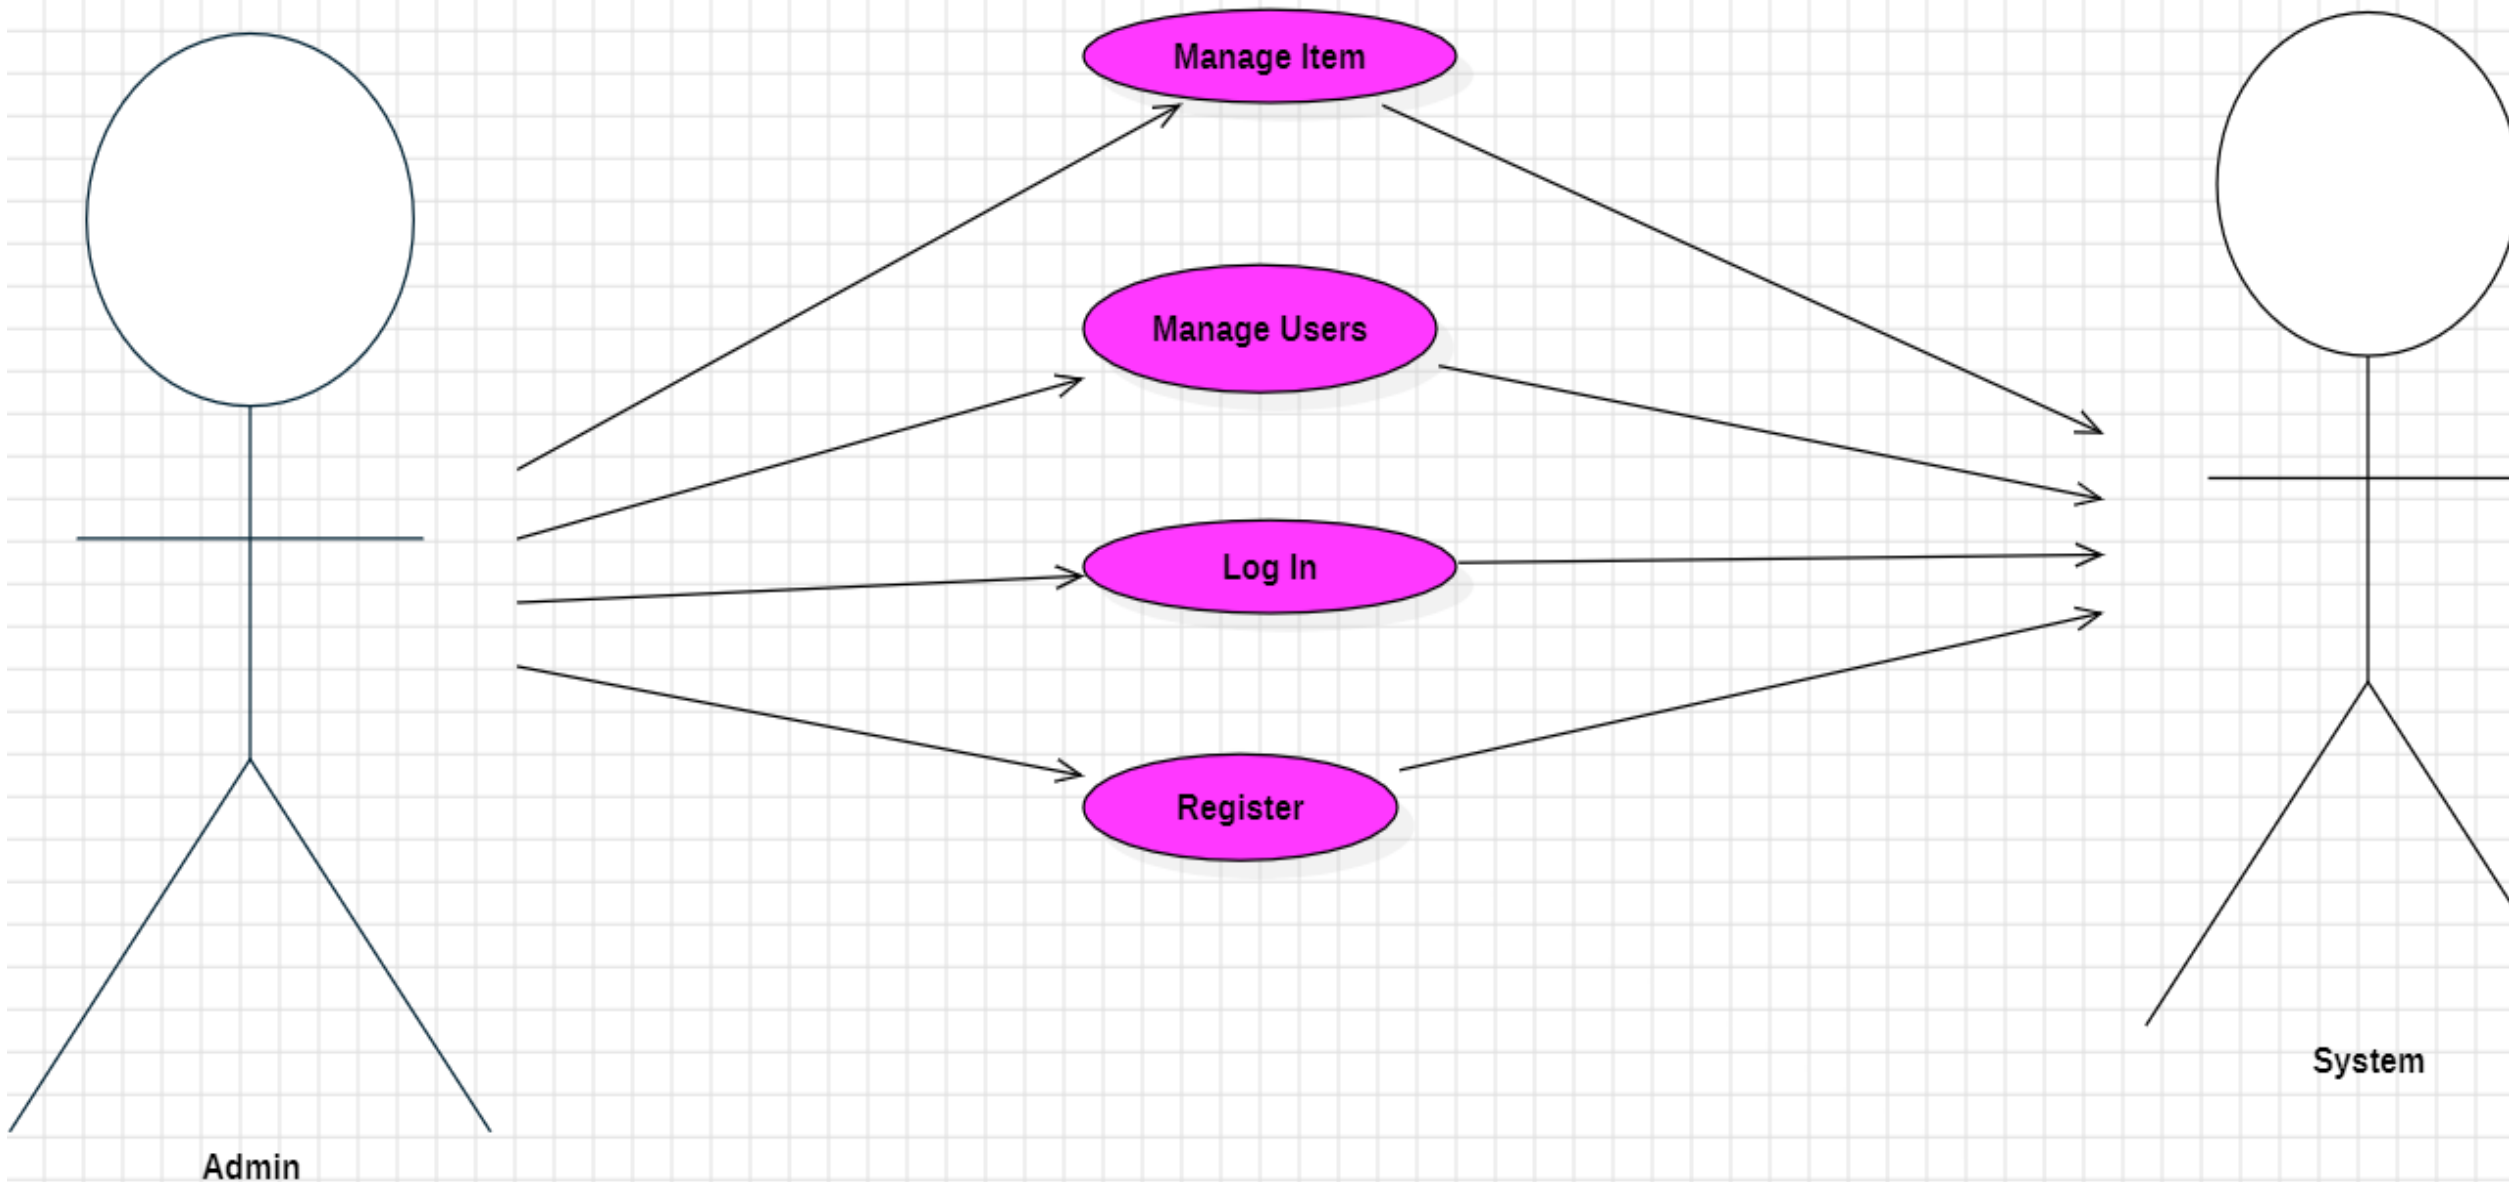 Manage Item
Manage Users
Log In
Register
System
Admin